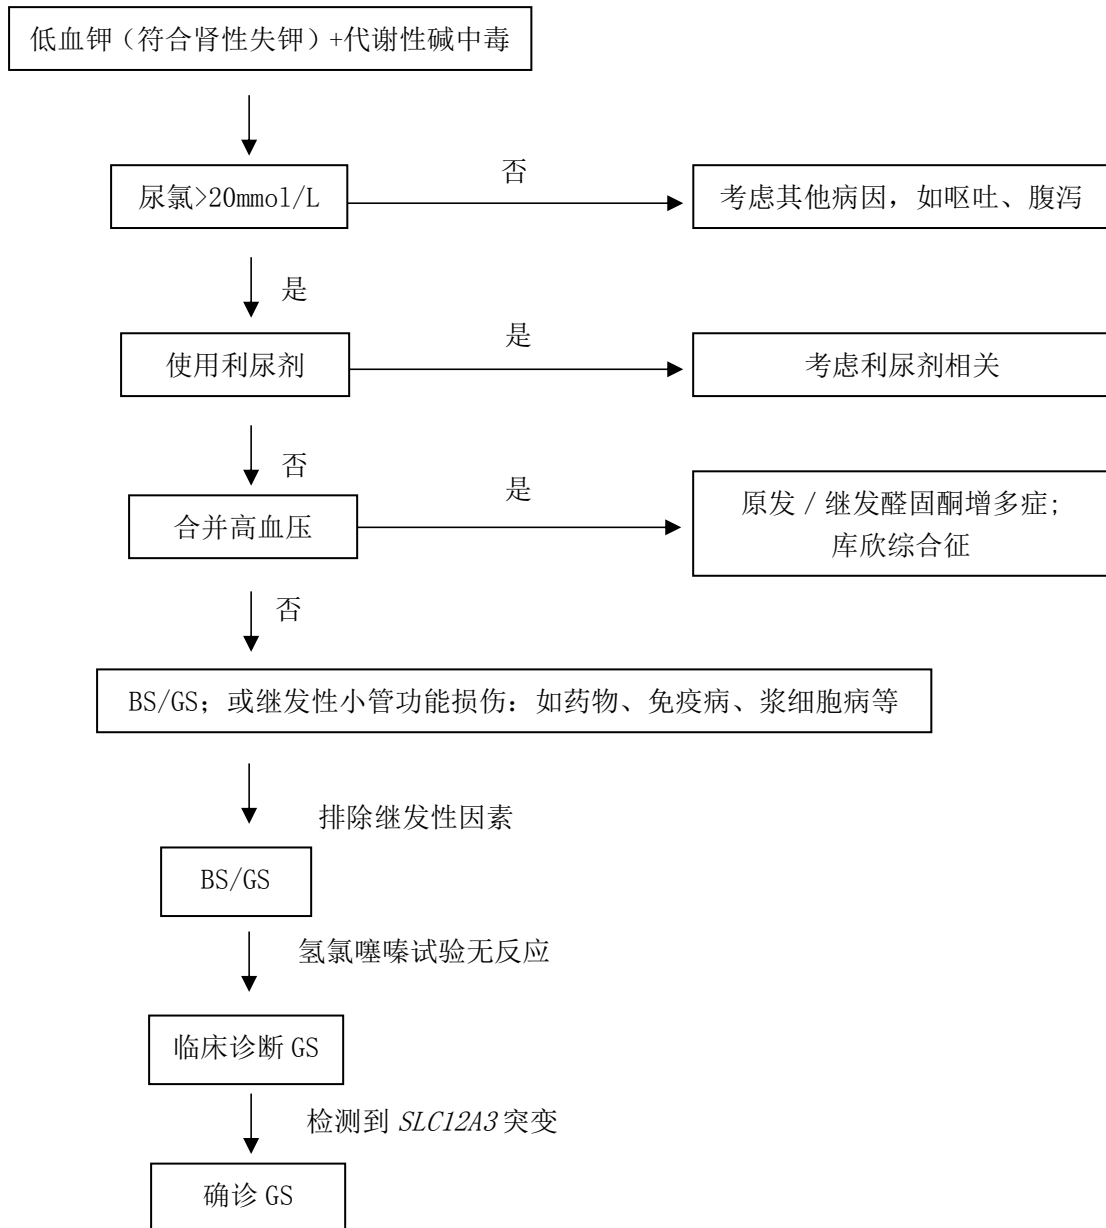 低血钾（符合肾性失钾）+代谢性碱中毒
尿氯>20mmol/L
否
考虑其他病因，如呕吐、腹泻
是
使用利尿剂
是
考虑利尿剂相关
否
合并高血压
是
原发／继发醛固酮增多症;
库欣综合征
否
BS/GS；或继发性小管功能损伤：如药物、免疫病、浆细胞病等
排除继发性因素
BS/GS
氢氯噻嗪试验无反应
临床诊断 GS
检测到 SLC12A3 突变
确诊 GS